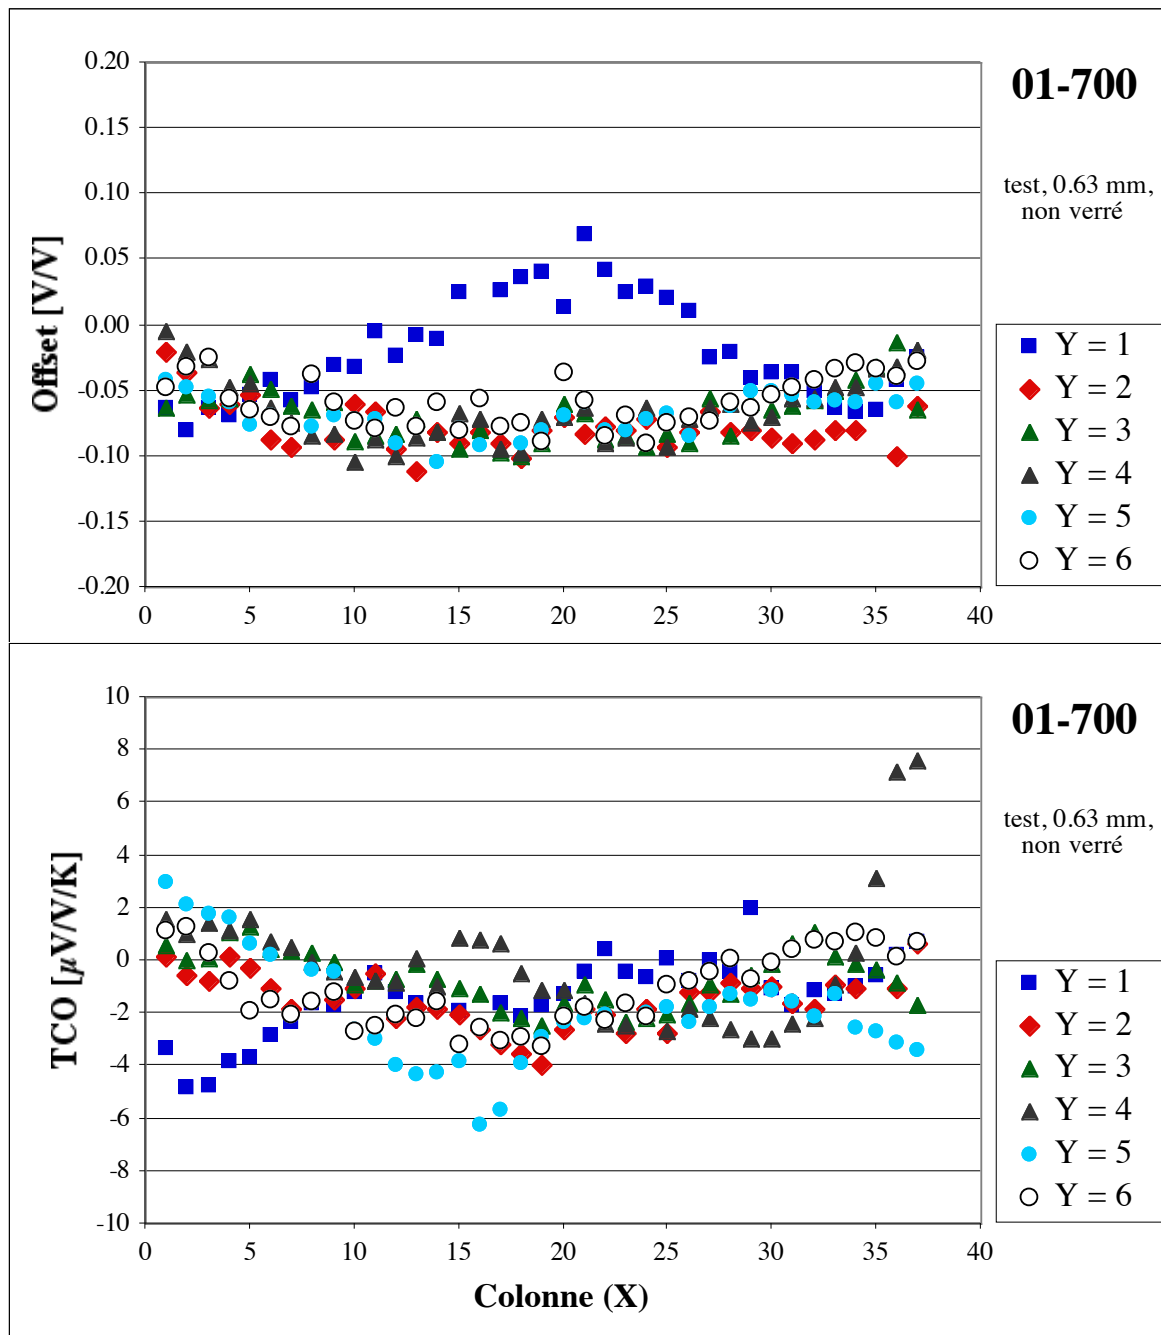 01-700
test, 0.63 mm,
non verré
Offset [V/V]
0.20
0.15
0.10
0.05
0.00
-0.05
-0.10
-0.15
-0.20
0 5 10 15 20 25 30 35 40
Y = 1
Y = 2
Y = 3
Y = 4
Y = 5
Y = 6
01-700
test, 0.63 mm,
non verré
TCO [µV/V/K]
10
8
6
4
2
0
-2
-4
-6
-8
-10
0 5 10 15 20 25 30 35 40
Colonne (X)
Y = 1
Y = 2
Y = 3
Y = 4
Y = 5
Y = 6